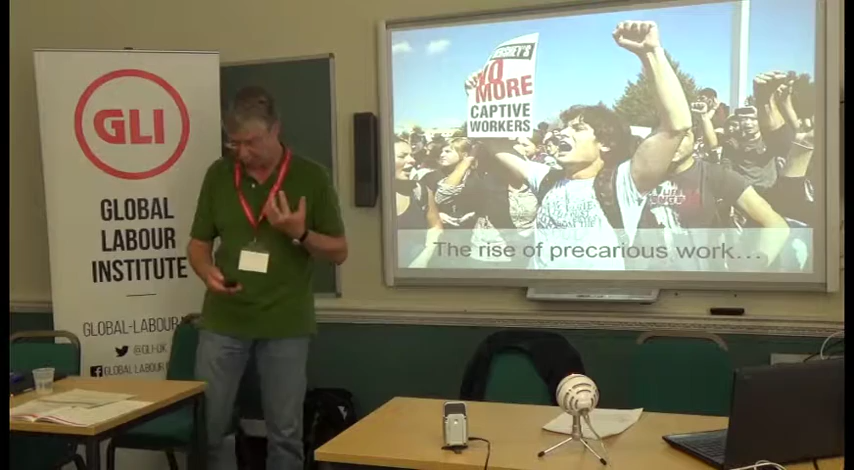 GLI
GLOBAL
LABOUR
INSTITUTE
GLOBAL-LABOUR
@GLI-UK
GLOBAL LABOUR
HERSHEY'S
NO
MORE
CAPTIVE
WORKERS
The rise of precarious work...